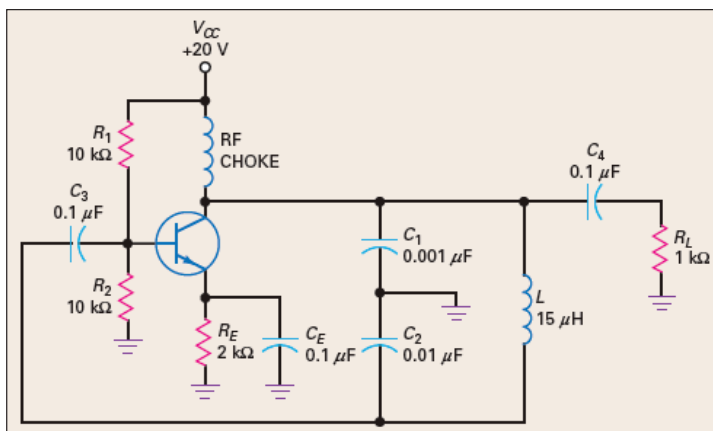 V_CC
+20 V
R_1
10 kΩ
RF
CHOKE
C_3
0.1 μF
C_4
0.1 μF
C_1
0.001 μF
R_L
1 kΩ
R_2
10 kΩ
L
15 μH
R_E
2 kΩ
C_E
0.1 μF
C_2
0.01 μF